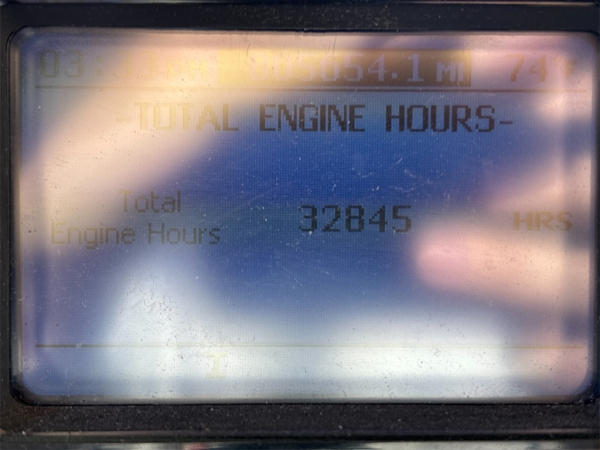 -TOTAL ENGINE HOURS-
Total
Engine Hours 32845 HRS